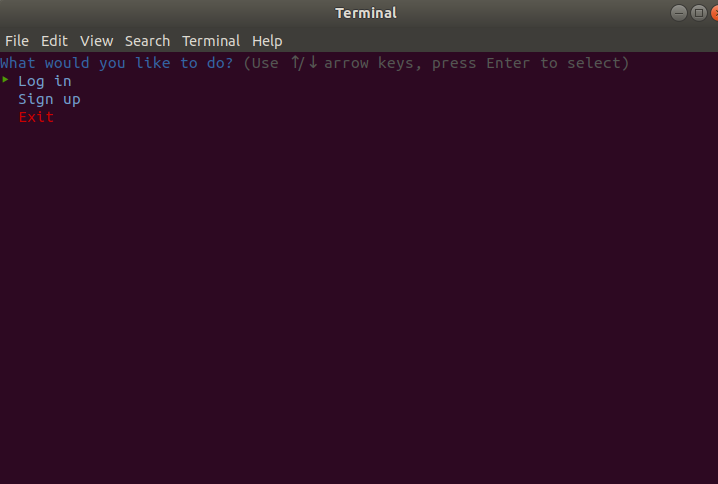 Terminal
File Edit View Search Terminal Help
What would you like to do? (Use ↑/↓ arrow keys, press Enter to select)
‣ Log in
Sign up
Exit